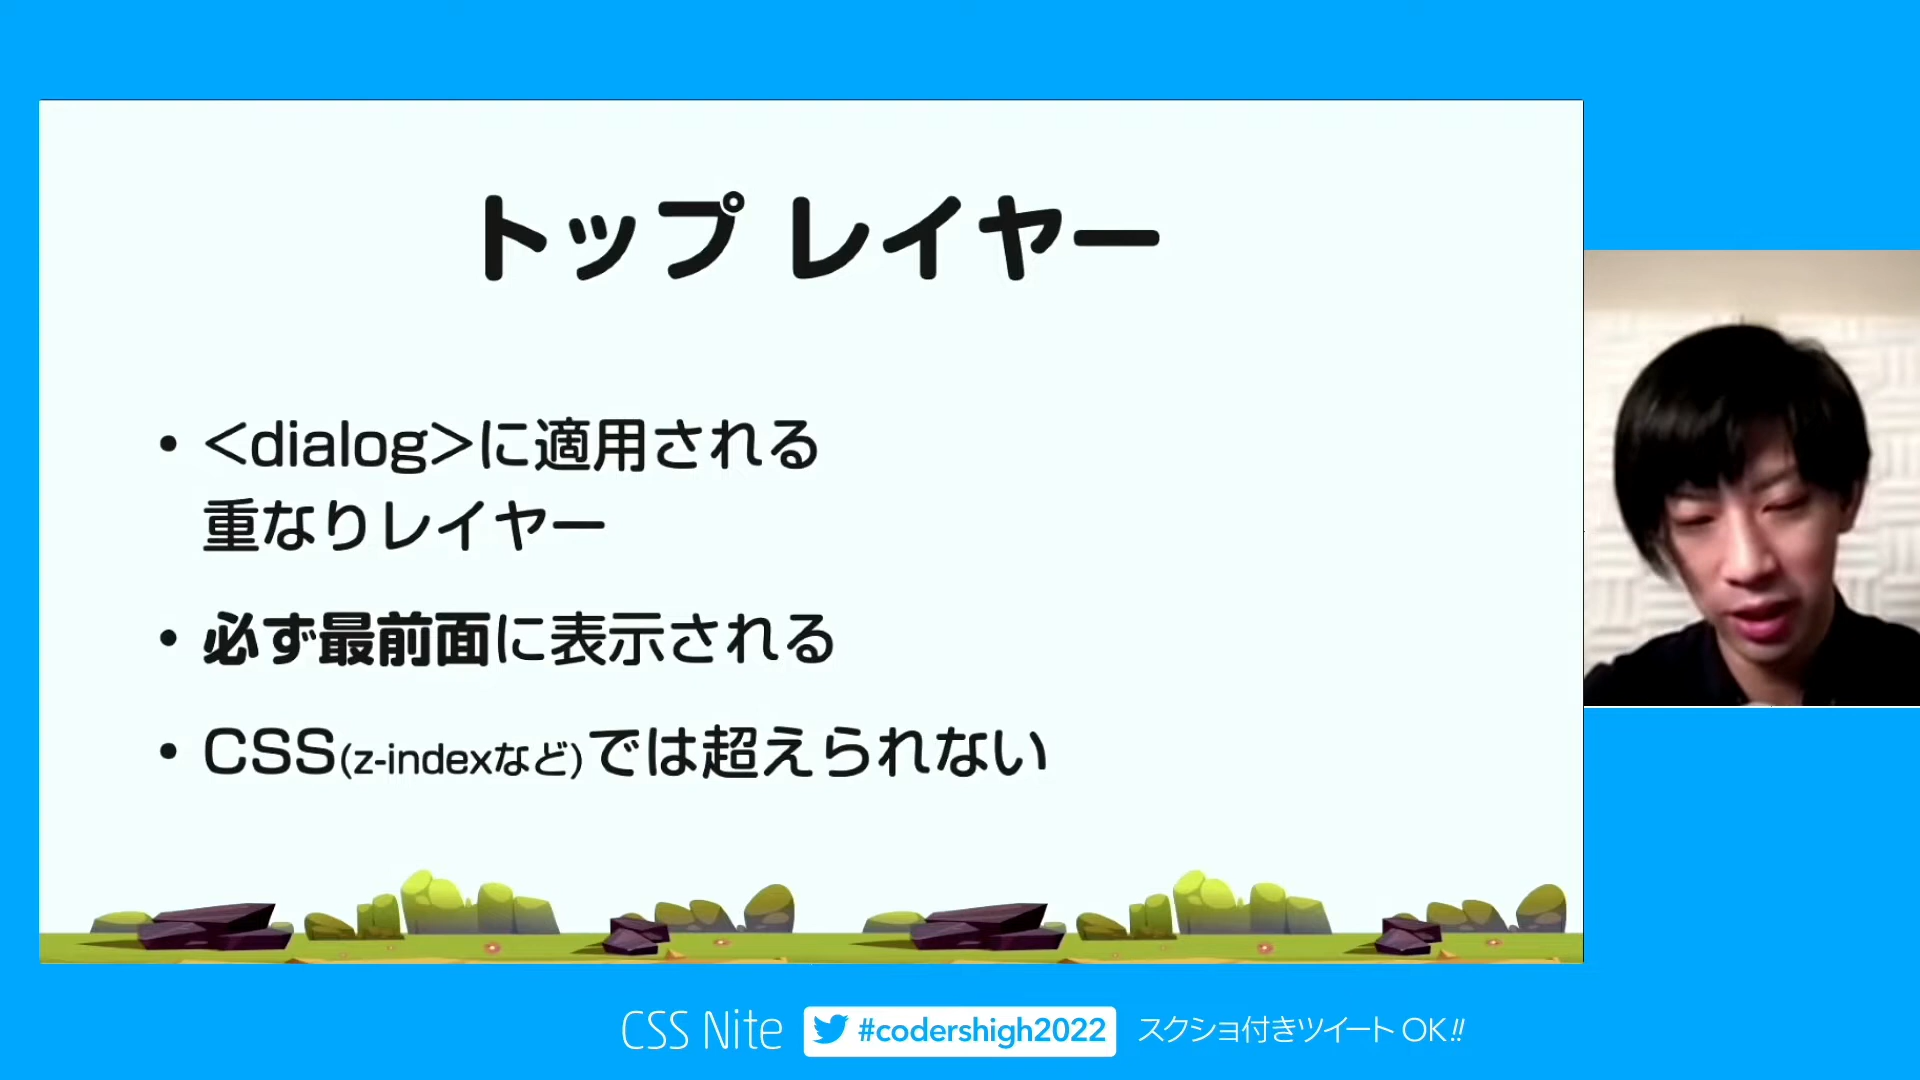 トップ レイヤー
• <dialog>に適用される
重なりレイヤー
• 必ず最前面に表示される
• CSS(z-indexなど)では超えられない
CSS Nite #codershigh2022 スクショ付きツイート OK!!